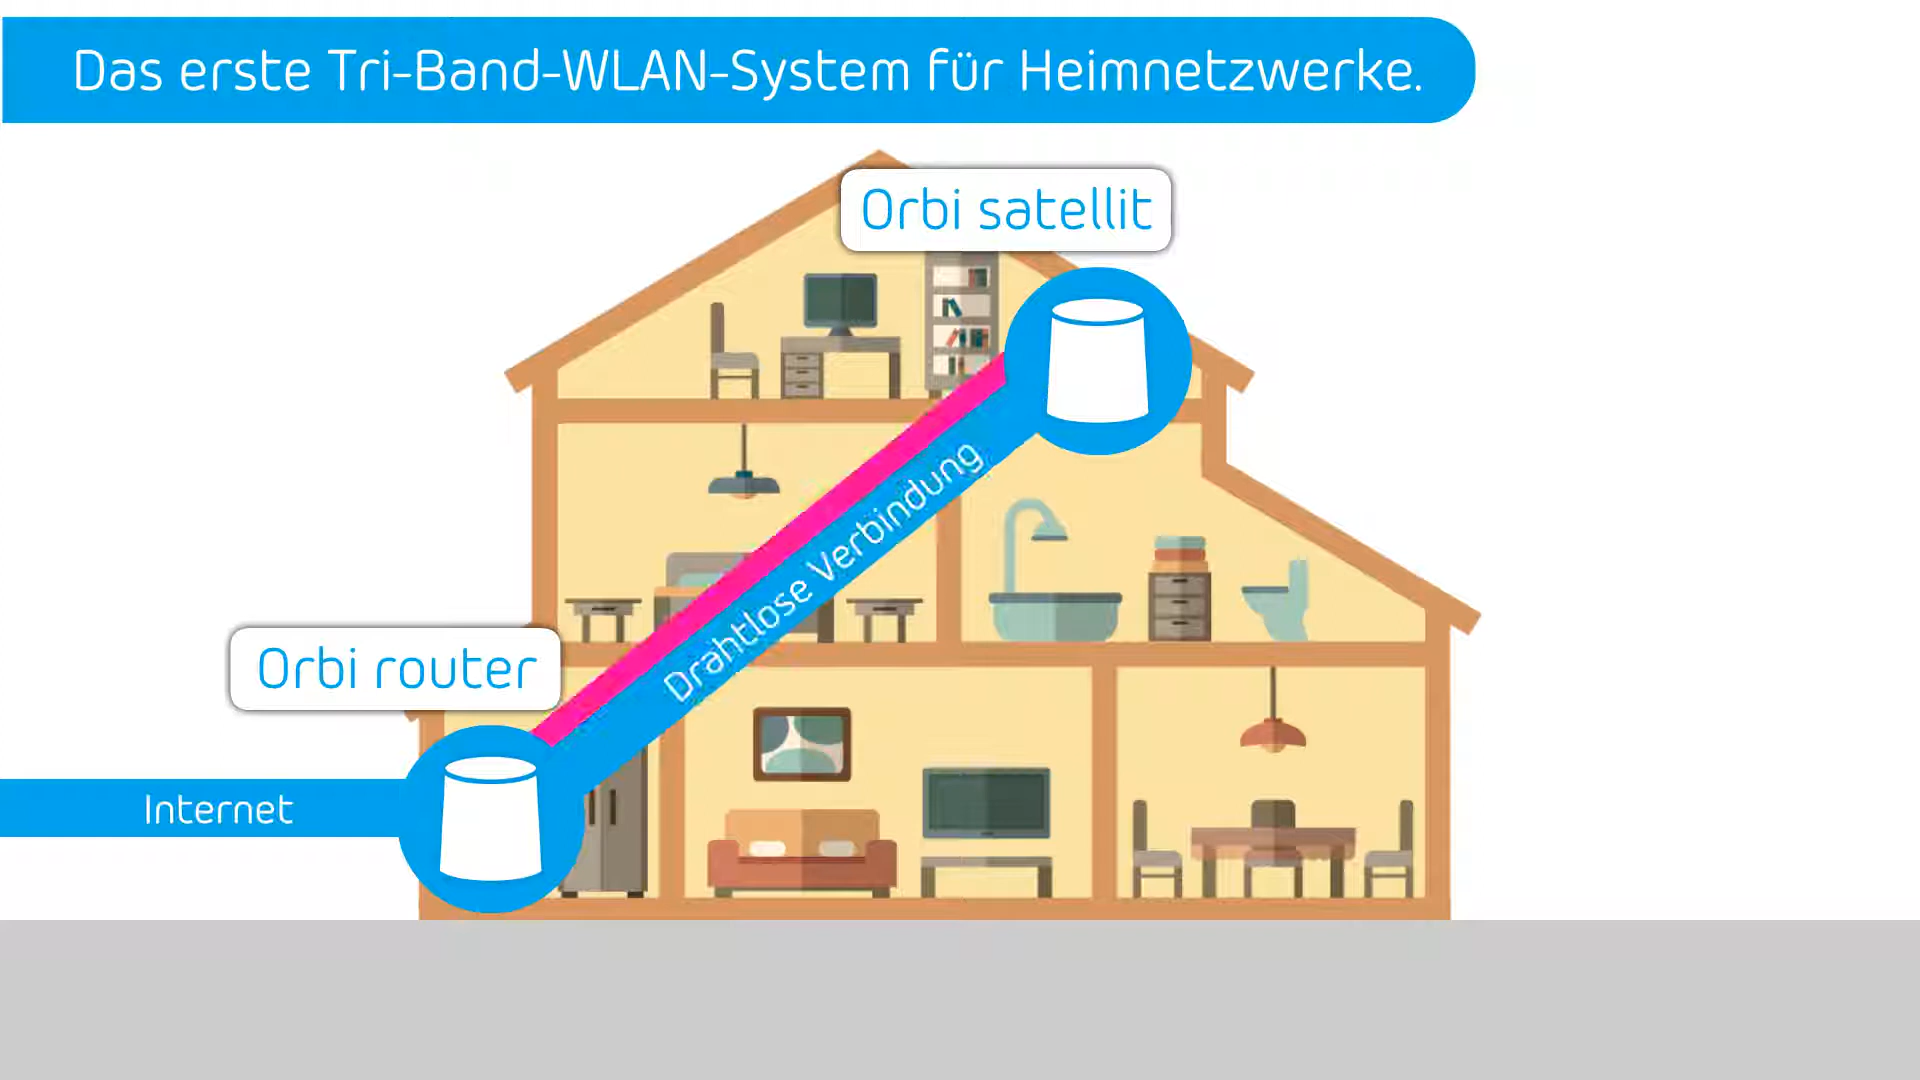 Das erste Tri-Band-WLAN-System für Heimnetzwerke.
Orbi satellit
Drahtlose Verbindung
Orbi router
Internet